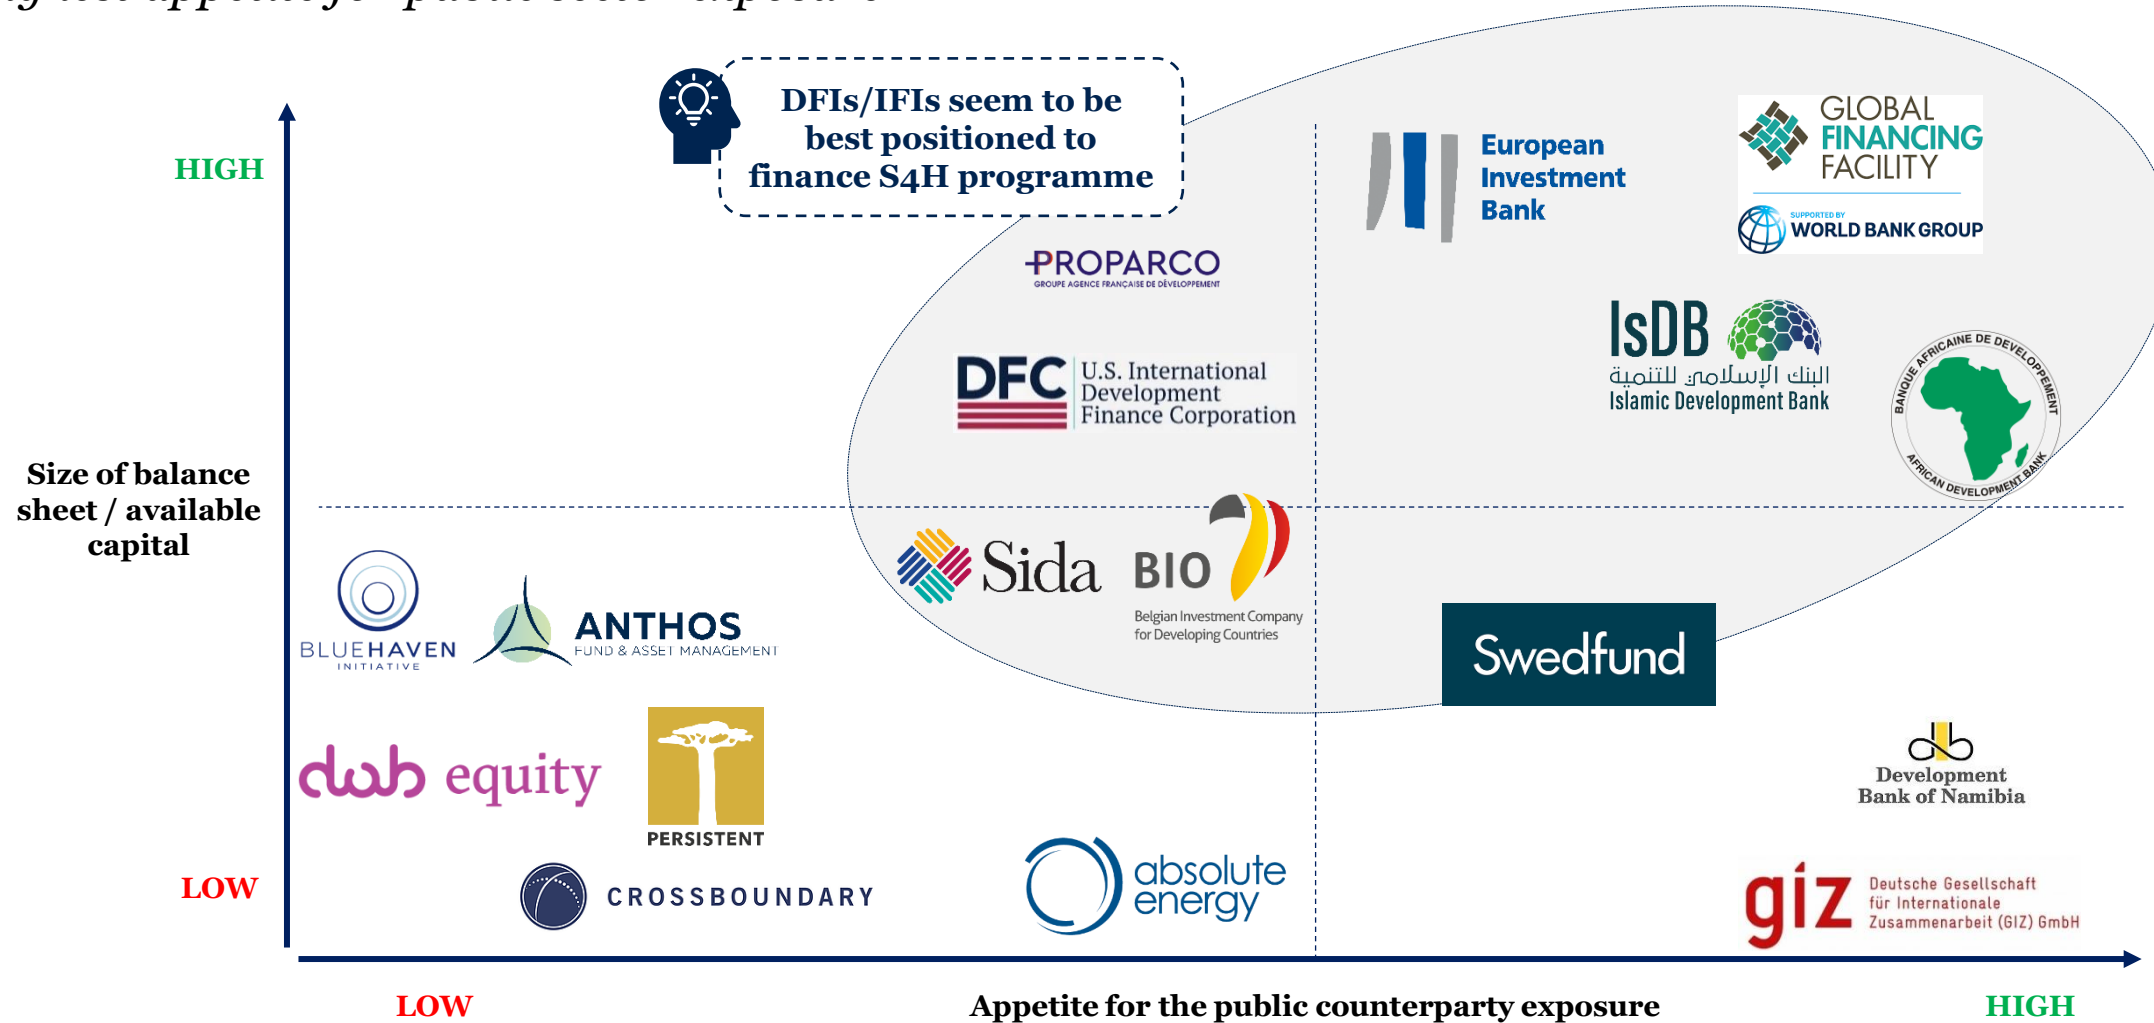 DFIs/IFIs seem to be
best positioned to
finance S4H programme
HIGH
European
Investment
Bank
GLOBAL
FINANCING
FACILITY
SUPPORTED BY
WORLD BANK GROUP
PROPARCO
GROUPE AGENCE FRANÇAISE DE DÉVELOPPEMENT
DFC
U.S. International
Development
Finance Corporation
IsDB
البنك الإسلامي للتنمية
Islamic Development Bank
BANQUE AFRICAINE DE DEVELOPPEMENT
AFRICAN DEVELOPMENT BANK
Size of balance
sheet / available
capital
BLUEHAVEN
INITIATIVE
ANTHOS
FUND & ASSET MANAGEMENT
Sida
BIO
Belgian Investment Company
for Developing Countries
Swedfund
dob equity
PERSISTENT
Development
Bank of Namibia
LOW
CROSSBOUNDARY
absolute
energy
giz
Deutsche Gesellschaft
für Internationale
Zusammenarbeit (GIZ) GmbH
LOW
Appetite for the public counterparty exposure
HIGH